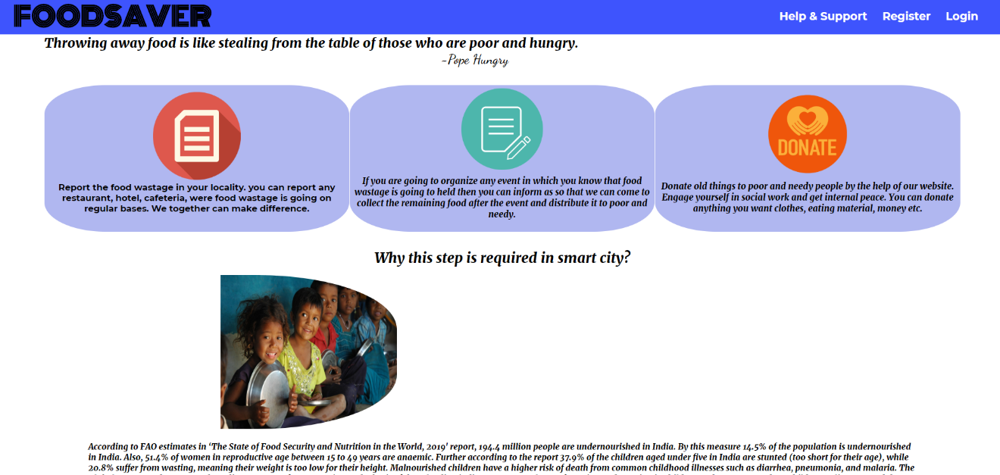 FOODSAVER
Help & Support Register Login
Throwing away food is like stealing from the table of those who are poor and hungry.
-Pope Hungry
Report the food wastage in your locality. you can report any
restaurant, hotel, cafeteria, were food wastage is going on
regular bases. We together can make difference.
If you are going to organize any event in which you know that food
wastage is going to held then you can inform as so that we can come to
collect the remaining food after the event and distribute it to poor and
needy.
DONATE
Donate old things to poor and needy people by the help of our website.
Engage yourself in social work and get internal peace. You can donate
anything you want clothes, eating material, money etc.
Why this step is required in smart city?
According to FAO estimates in ‘The State of Food Security and Nutrition in the World, 2019’ report, 194.4 million people are undernourished in India. By this measure 14.5% of the population is undernourished
in India. Also, 51.4% of women in reproductive age between 15 to 49 years are anaemic. Further according to the report 37.9% of the children aged under five in India are stunted (too short for their age), while
20.8% suffer from wasting, meaning their weight is too low for their height. Malnourished children have a higher risk of death from common childhood illnesses such as diarrhea, pneumonia, and malaria. The